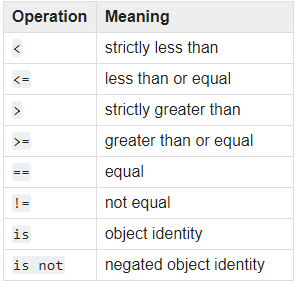 Operation Meaning
< strictly less than
<= less than or equal
> strictly greater than
>= greater than or equal
== equal
!= not equal
is object identity
is not negated object identity